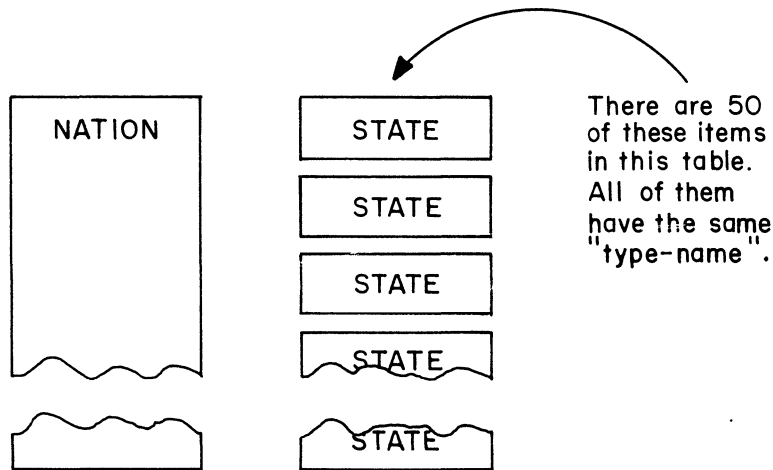 NATION
STATE
STATE
STATE
STATE
STATE
There are 50
of these items
in this table.
All of them
have the same
"type-name".